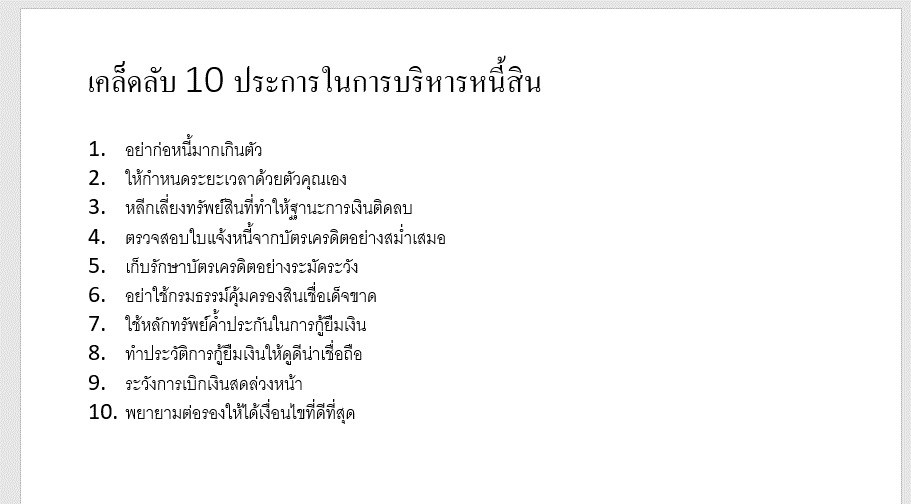 เคล็ดลับ 10 ประการในการบริหารหนี้สิน
1. อย่าก่อหนี้มากเกินตัว
2. ให้กำหนดระยะเวลาด้วยตัวคุณเอง
3. หลีกเลี่ยงทรัพย์สินที่ทำให้ฐานะการเงินติดลบ
4. ตรวจสอบใบแจ้งหนี้จากบัตรเครดิตอย่างสม่ำเสมอ
5. เก็บรักษาบัตรเครดิตอย่างระมัดระวัง
6. อย่าใช้กรมธรรม์คุ้มครองสินเชื่อเด็จขาด
7. ใช้หลักทรัพย์ค้ำประกันในการกู้ยืมเงิน
8. ทำประวัติการกู้ยืมเงินให้ดูดีน่าเชื่อถือ
9. ระวังการเบิกเงินสดล่วงหน้า
10. พยายามต่อรองให้ได้เงื่อนไขที่ดีที่สุด